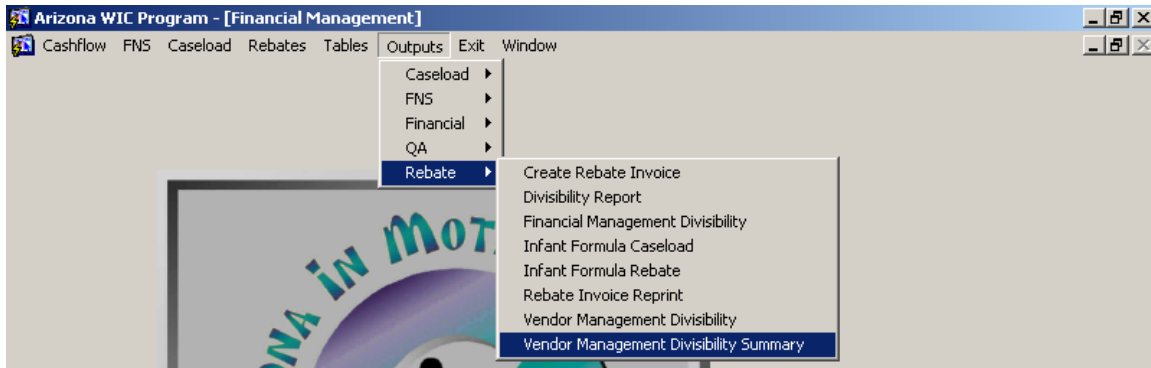 Arizona WIC Program - [Financial Management]
Cashflow FNS Caseload Rebates Tables Outputs Exit Window
Caseload
FNS
Financial
QA
Rebate
Create Rebate Invoice
Divisibility Report
Financial Management Divisibility
Infant Formula Caseload
Infant Formula Rebate
Rebate Invoice Reprint
Vendor Management Divisibility
Vendor Management Divisibility Summary
IN